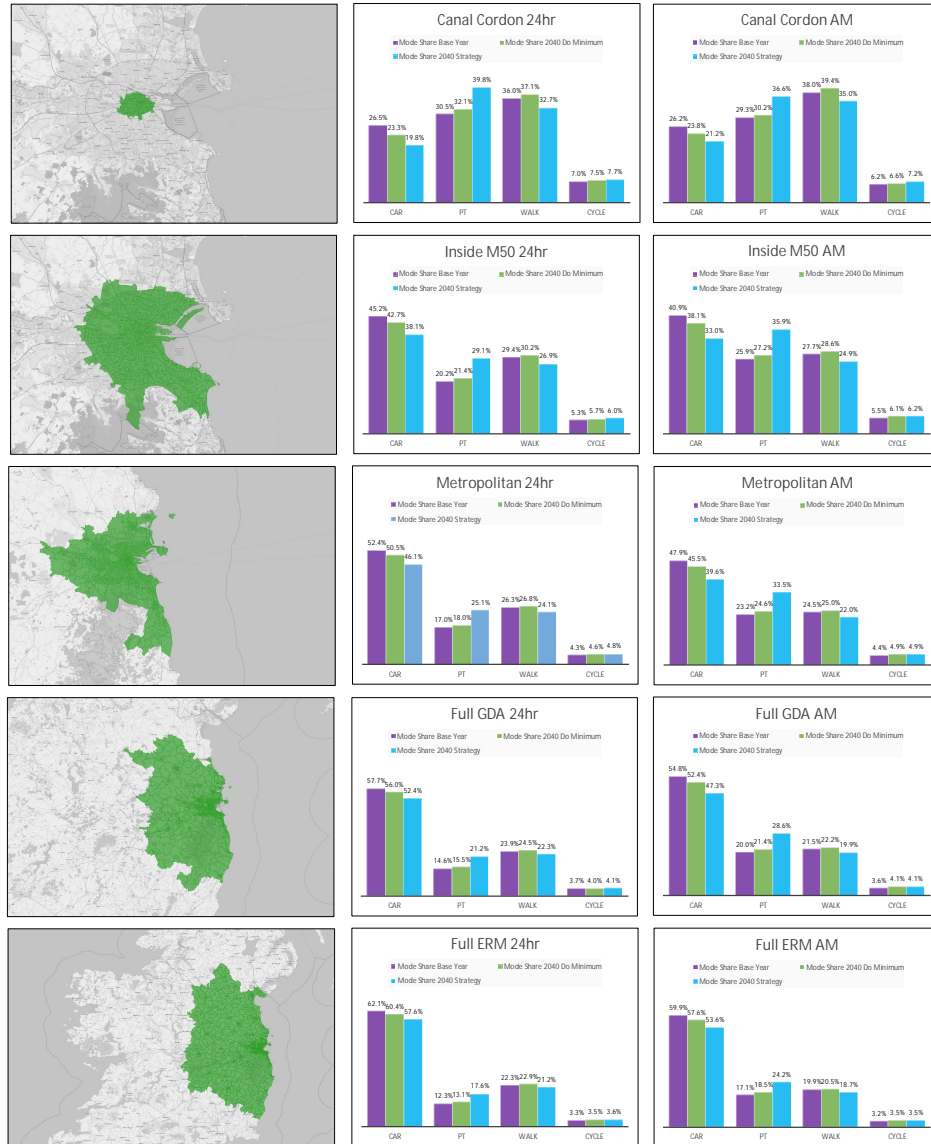 Canal Cordon 24hr
Mode Share Base Year Mode Share 2040 Do Minimum
Mode Share 2040 Strategy
26.5% 23.3% 19.8% 30.5% 32.1% 39.8% 36.0% 37.1% 32.7% 7.0% 7.5% 7.7%
CAR PT WALK CYCLE
Canal Cordon AM
Mode Share Base Year Mode Share 2040 Do Minimum
Mode Share 2040 Strategy
26.2% 23.8% 21.2% 29.3% 30.2% 36.6% 38.0% 39.4% 35.0% 6.2% 6.6% 7.2%
CAR PT WALK CYCLE
Inside M50 24hr
Mode Share Base Year Mode Share 2040 Do Minimum
Mode Share 2040 Strategy
45.2% 42.7% 38.1% 20.2% 21.4% 29.1% 29.4% 30.2% 26.9% 5.3% 5.7% 6.0%
CAR PT WALK CYCLE
Inside M50 AM
Mode Share Base Year Mode Share 2040 Do Minimum
Mode Share 2040 Strategy
40.9% 38.1% 33.0% 25.9% 27.2% 35.9% 27.7% 28.6% 24.9% 5.5% 6.1% 6.2%
CAR PT WALK CYCLE
Metropolitan 24hr
Mode Share Base Year Mode Share 2040 Do Minimum
Mode Share 2040 Strategy
52.4% 50.5% 46.1% 17.0% 18.0% 25.1% 26.3% 26.8% 24.1% 4.3% 4.6% 4.8%
CAR PT WALK CYCLE
Metropolitan AM
Mode Share Base Year Mode Share 2040 Do Minimum
Mode Share 2040 Strategy
47.9% 45.5% 39.6% 23.2% 24.6% 33.5% 24.5% 25.0% 22.0% 4.4% 4.9% 4.9%
CAR PT WALK CYCLE
Full GDA 24hr
Mode Share Base Year Mode Share 2040 Do Minimum
Mode Share 2040 Strategy
57.7% 56.0% 52.4% 14.6% 15.5% 21.2% 23.9% 24.5% 22.3% 3.7% 4.0% 4.1%
CAR PT WALK CYCLE
Full GDA AM
Mode Share Base Year Mode Share 2040 Do Minimum
Mode Share 2040 Strategy
54.8% 52.4% 47.3% 20.0% 21.4% 28.6% 21.5% 22.2% 19.9% 3.6% 4.1% 4.1%
CAR PT WALK CYCLE
Full ERM 24hr
Mode Share Base Year Mode Share 2040 Do Minimum
Mode Share 2040 Strategy
62.1% 60.4% 57.6% 12.3% 13.1% 17.6% 22.3% 22.9% 21.2% 3.3% 3.5% 3.6%
CAR PT WALK CYCLE
Full ERM AM
Mode Share Base Year Mode Share 2040 Do Minimum
Mode Share 2040 Strategy
59.9% 57.6% 53.6% 17.1% 18.5% 24.2% 19.9% 20.5% 18.7% 3.2% 3.5% 3.5%
CAR PT WALK CYCLE